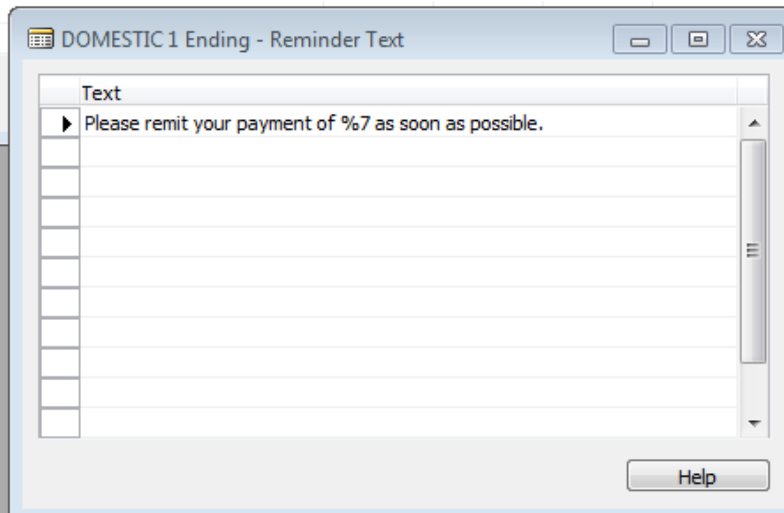 DOMESTIC 1 Ending - Reminder Text
Text
Please remit your payment of %7 as soon as possible.
Help